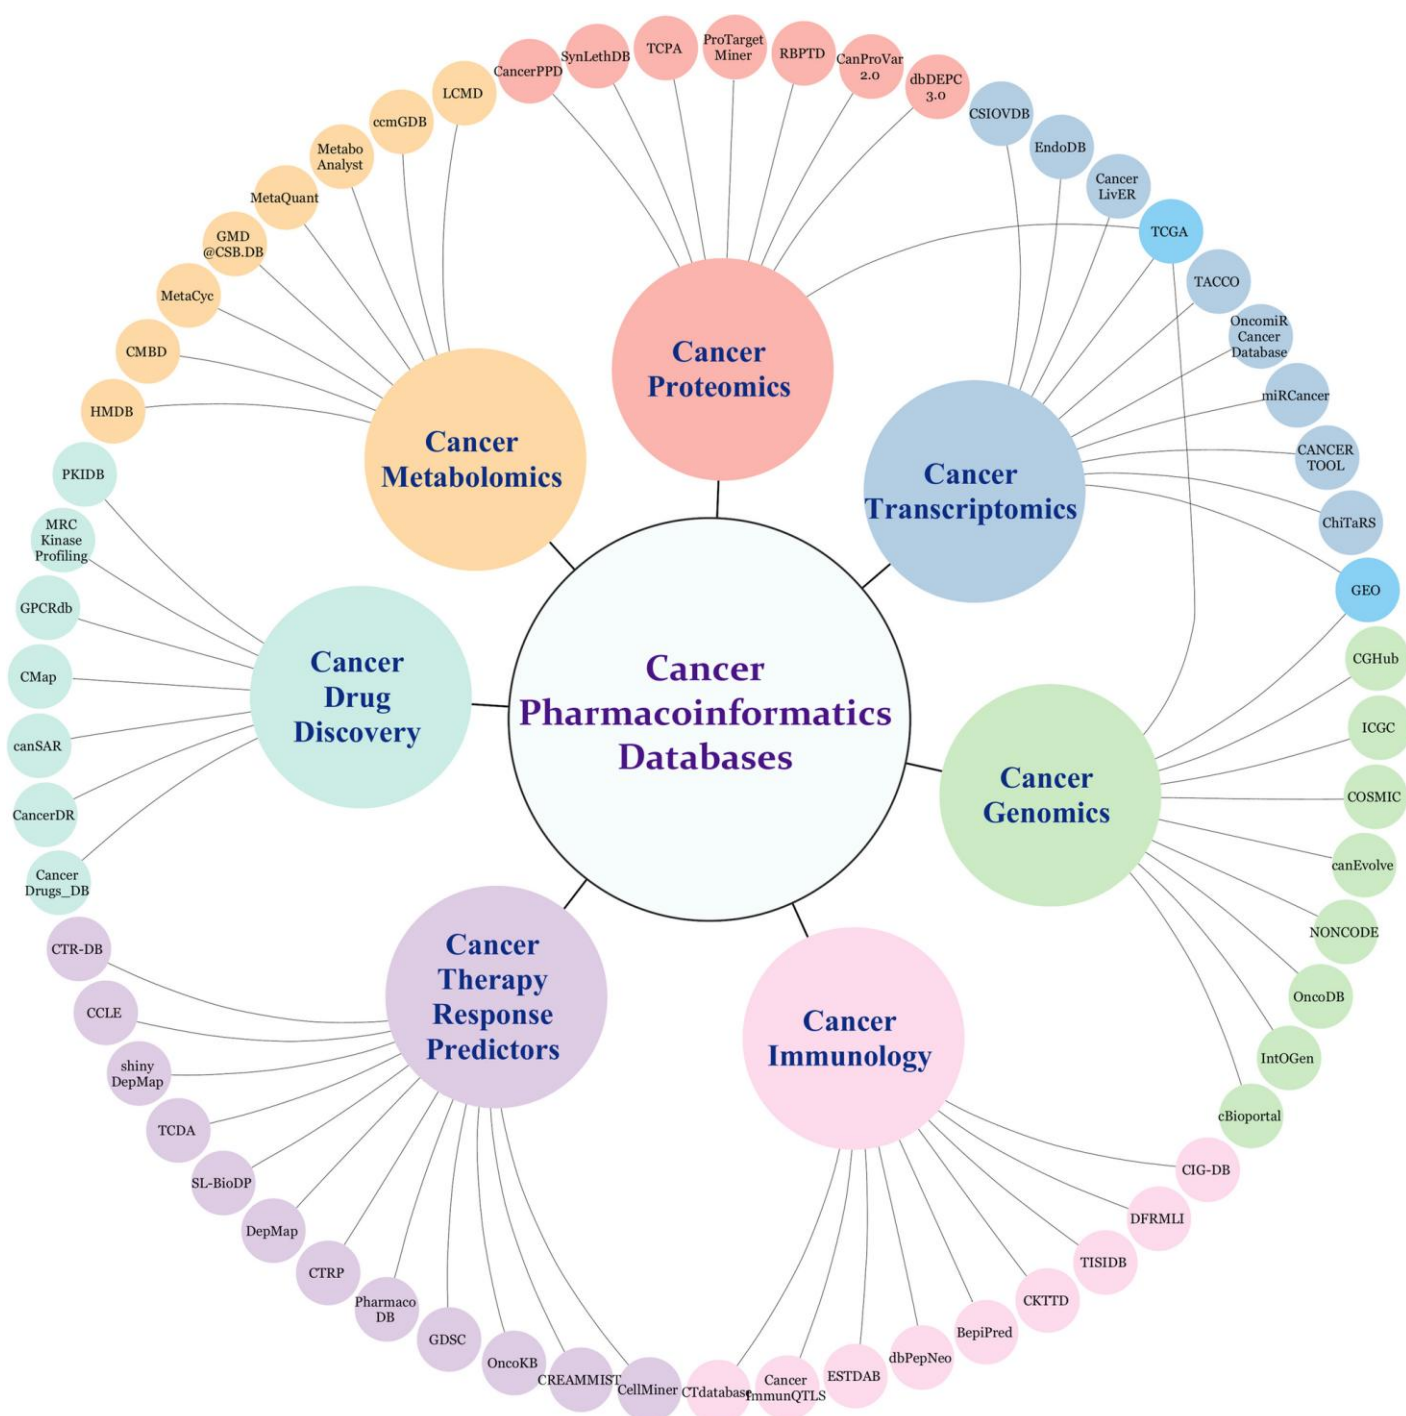 Cancer
Pharmacoinformatics
Databases
Cancer
Proteomics
CancerPPD
SynLethDB
TCPA
ProTarget
Miner
RBPTD
CanProVar
2.0
dbDEPC
3.0
Cancer
Transcriptomics
CSIOVDB
EndoDB
Cancer
LivER
TCGA
TACCO
OncomiR
Cancer
Database
miRCancer
CANCER
TOOL
ChiTaRS
GEO
Cancer
Genomics
CGHub
ICGC
COSMIC
canEvolve
NONCODE
OncoDB
IntOGen
cBioportal
Cancer
Immunology
CIG-DB
DFRMLI
TISIDB
CKTTD
BepiPred
dbPepNeo
ESTDAB
Cancer
ImmunQTLS
CTdatabase
Cancer
Therapy
Response
Predictors
CellMiner
CREAMMIST
OncoKB
GDSC
Pharmaco
DB
CTRP
DepMap
SL-BioDP
TCDA
shiny
DepMap
CCLE
CTR-DB
Cancer
Drug
Discovery
Cancer
Drugs_DB
CancerDR
canSAR
CMap
GPCRdb
MRC
Kinase
Profiling
PKIDB
Cancer
Metabolomics
HMDB
CMBD
MetaCyc
GMD
@CSB.DB
MetaQuant
Metabo
Analyst
ccmGDB
LCMD